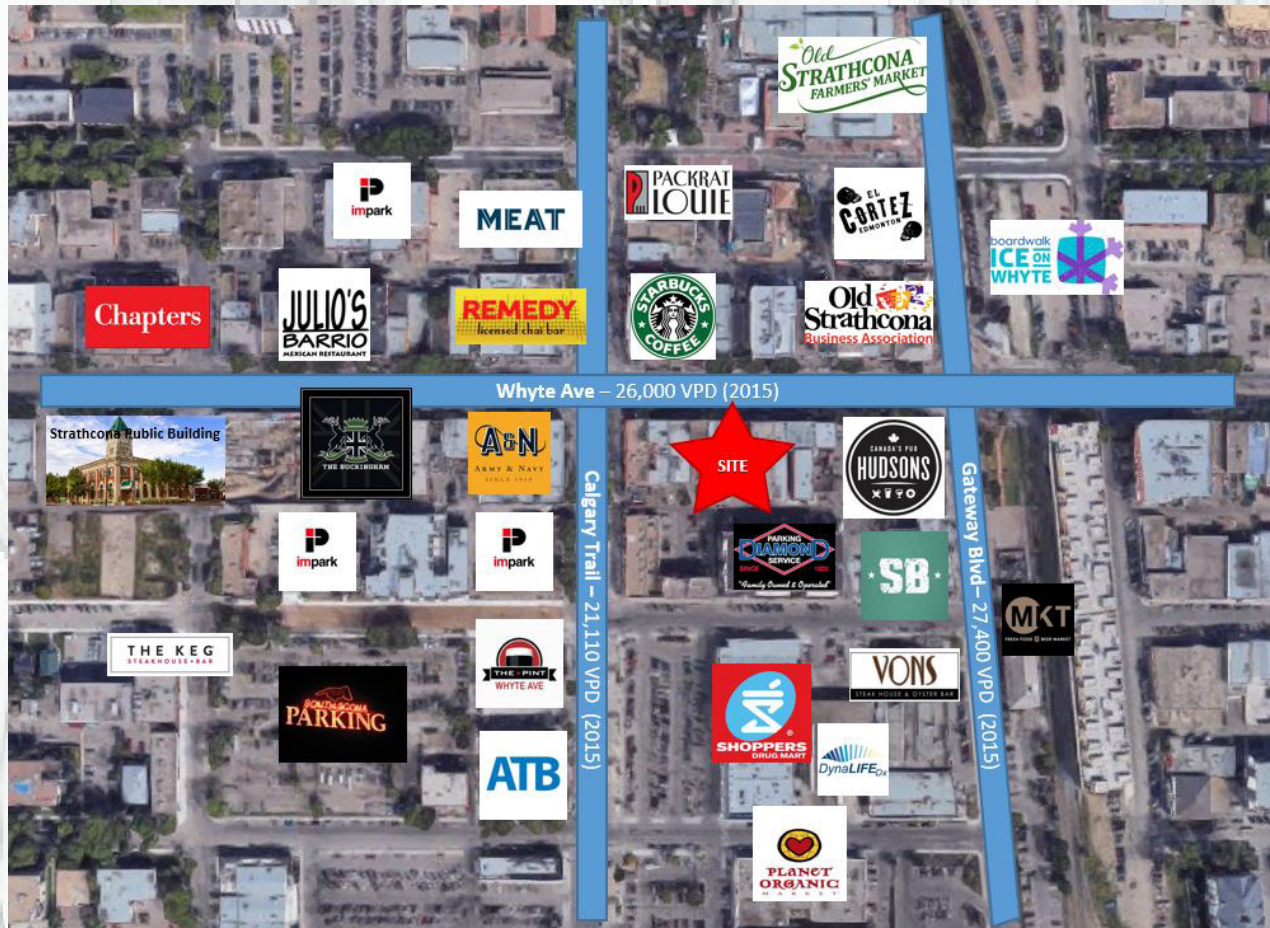 Old
STRATHCONA
FARMERS' MARKET
impark
MEAT
PACKRAT
LOUIE
EL
CORTEZ
EDMONTON
boardwalk
ICE ON
WHYTE
Chapters
JULIO'S
BARRIO
MEXICAN RESTAURANT
REMEDY
licensed chai bar
STARBUCKS
COFFEE
Old
Strathcona
Business Association
Whyte Ave – 26,000 VPD (2015)
Strathcona Public Building
THE BUCKINGHAM
A&N
ARMY & NAVY
SINCE 1919
SITE
CANADA'S PUB
HUDSONS
Calgary Trail – 21,110 VPD (2015)
Gateway Blvd – 27,400 VPD (2015)
impark
impark
PARKING
DIAMOND
SERVICE
SINCE
"Family Owned & Operated"
SB
MKT
FRESH FOOD BEER MARKET
THE KEG
STEAKHOUSE + BAR
PARKING
THE PINT
WHYTE AVE
VONS
STEAK HOUSE & OYSTER BAR
SHOPPERS
DRUG MART
DynaLIFE Dx
ATB
PLANET
ORGANIC
MARKET